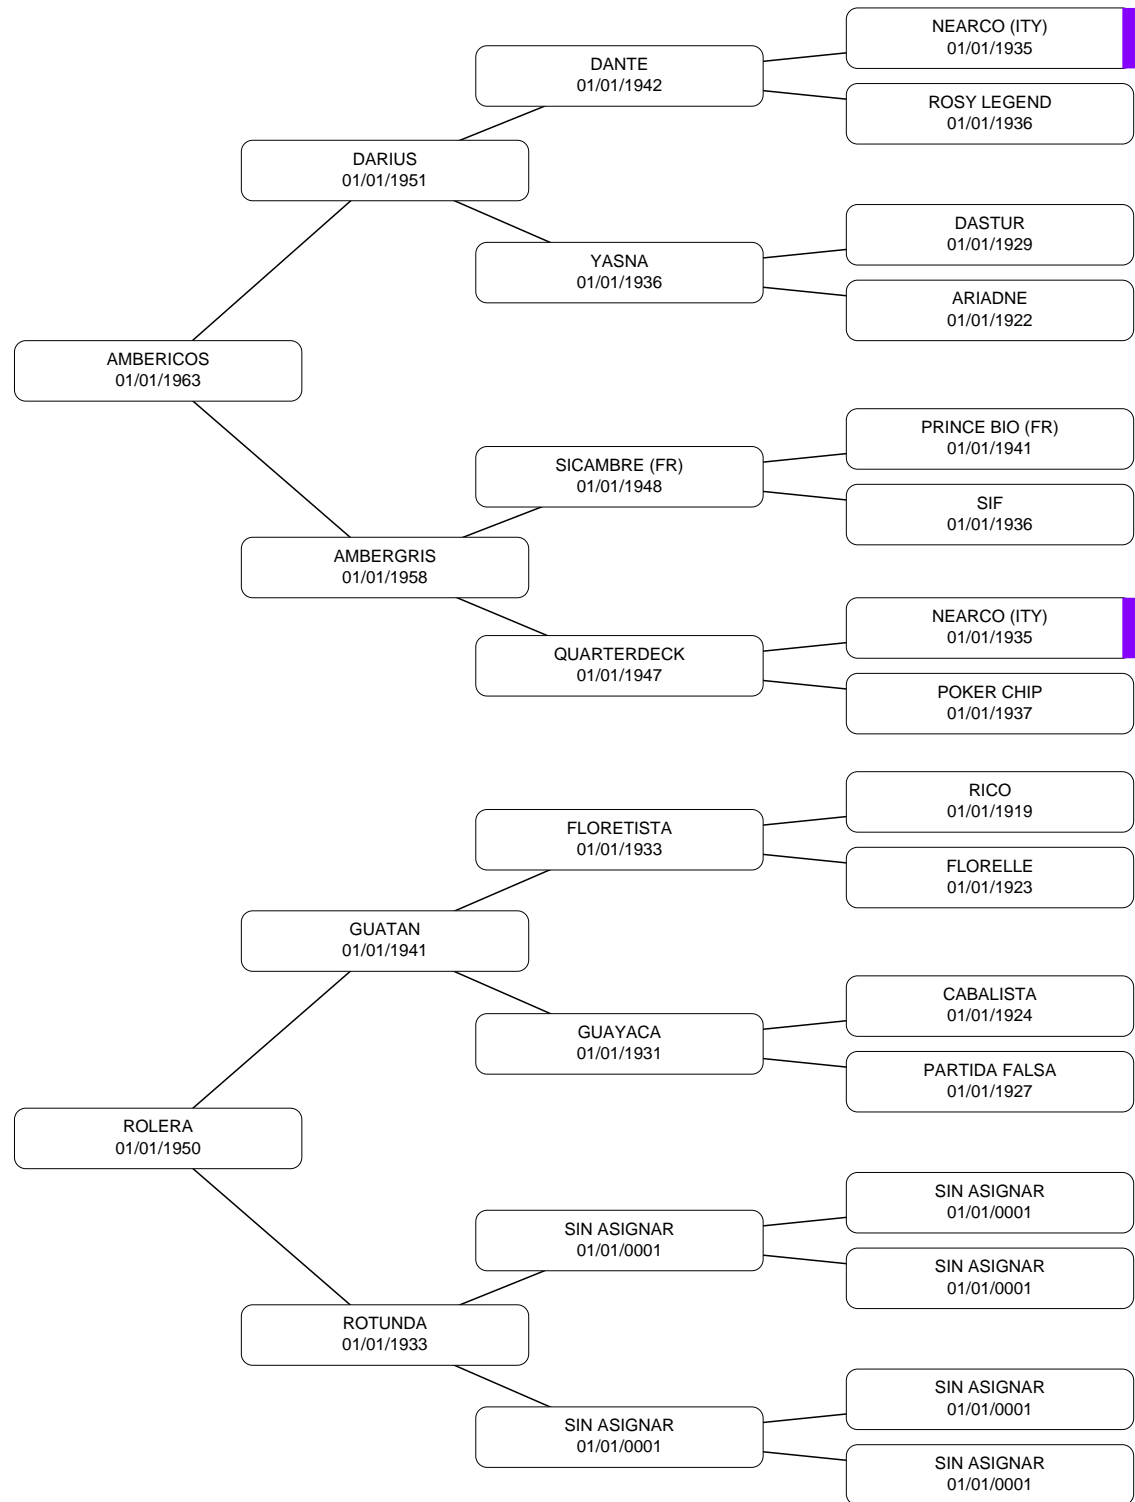 NEARCO (ITY)
01/01/1935
DANTE
01/01/1942
ROSY LEGEND
01/01/1936
DARIUS
01/01/1951
DASTUR
01/01/1929
YASNA
01/01/1936
ARIADNE
01/01/1922
AMBERICOS
01/01/1963
PRINCE BIO (FR)
01/01/1941
SICAMBRE (FR)
01/01/1948
SIF
01/01/1936
AMBERGRIS
01/01/1958
NEARCO (ITY)
01/01/1935
QUARTERDECK
01/01/1947
POKER CHIP
01/01/1937
RICO
01/01/1919
FLORETISTA
01/01/1933
FLORELLE
01/01/1923
GUATAN
01/01/1941
CABALISTA
01/01/1924
GUAYACA
01/01/1931
PARTIDA FALSA
01/01/1927
ROLERA
01/01/1950
SIN ASIGNAR
01/01/0001
SIN ASIGNAR
01/01/0001
SIN ASIGNAR
01/01/0001
ROTUNDA
01/01/1933
SIN ASIGNAR
01/01/0001
SIN ASIGNAR
01/01/0001
SIN ASIGNAR
01/01/0001